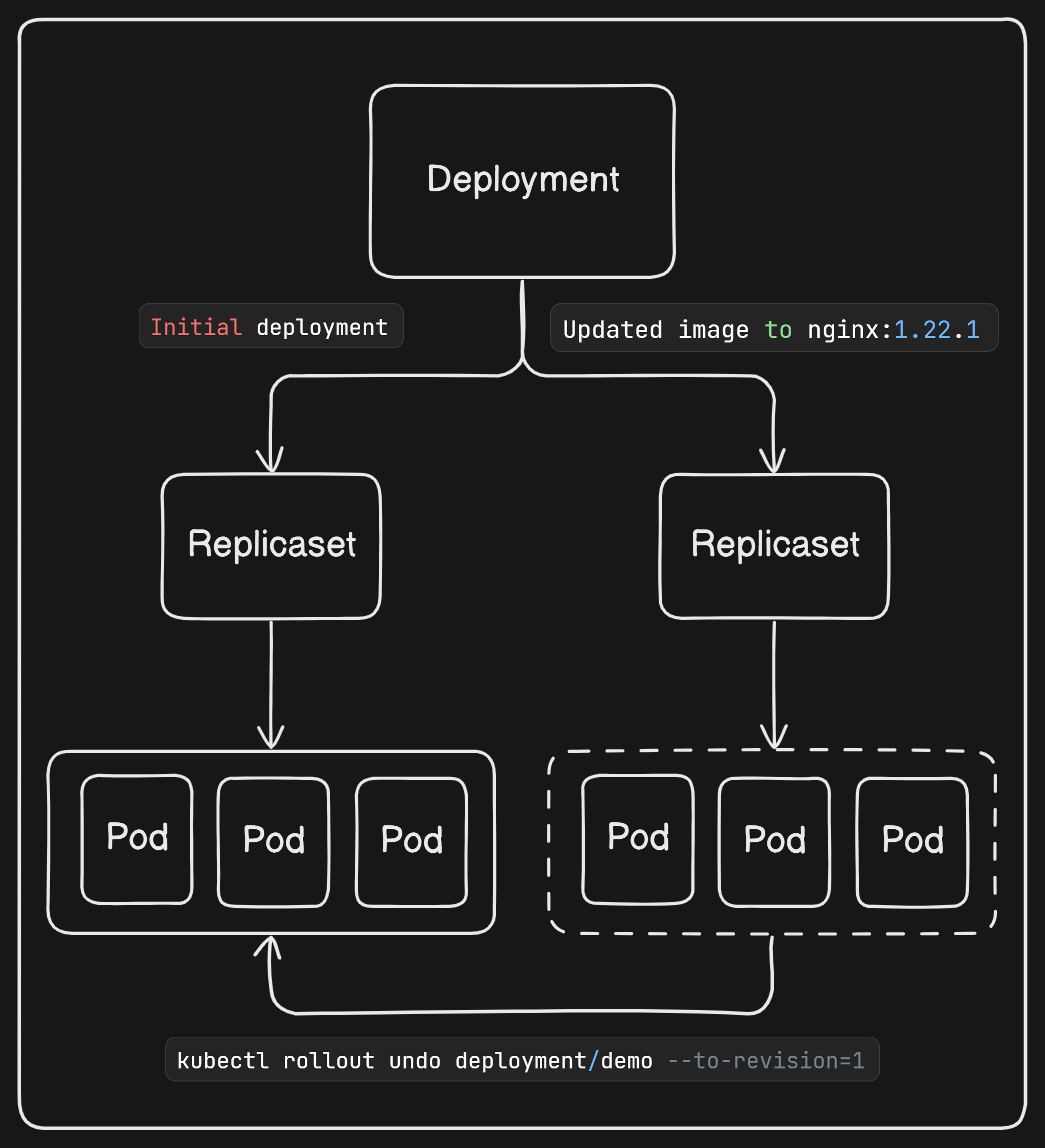 Deployment
Initial deployment
Updated image to nginx:1.22.1
Replicaset
Replicaset
Pod
Pod
Pod
Pod
Pod
Pod
kubectl rollout undo deployment/demo --to-revision=1